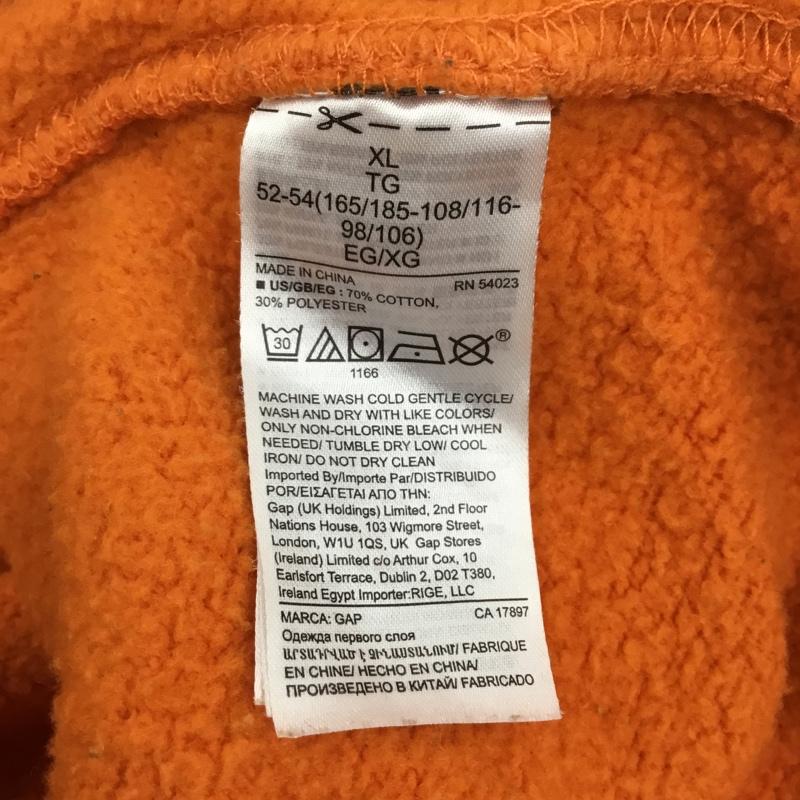 XL
TG
52-54(165/185-108/116-
98/106)
EG/XG
MADE IN CHINA RN 54023
■ US/GB/EG : 70% COTTON,
30% POLYESTER
30 ®
1166
MACHINE WASH COLD GENTLE CYCLE/
WASH AND DRY WITH LIKE COLORS/
ONLY NON-CHLORINE BLEACH WHEN
NEEDED/ TUMBLE DRY LOW/ COOL
IRON/ DO NOT DRY CLEAN
Imported By/Importe Par/DISTRIBUIDO
POR/ΕΙΣΑΓΕΤΑΙ ΑΠΟ ΤΗΝ:
Gap (UK Holdings) Limited, 2nd Floor
Nations House, 103 Wigmore Street,
London, W1U 1QS, UK Gap Stores
(Ireland) Limited c/o Arthur Cox, 10
Earlsfort Terrace, Dublin 2, D02 T380,
Ireland Egypt Importer:RIGE, LLC
MARCA: GAP CA 17897
Одежда первого слоя
ԱՐՏԱԴՐՎԱԾ Է ՉԻՆԱՍՏԱՆՈՒՄ/ FABRIQUE
EN CHINE/ HECHO EN CHINA/
ПРОИЗВЕДЕНО В КИТАЙ/ FABRICADO